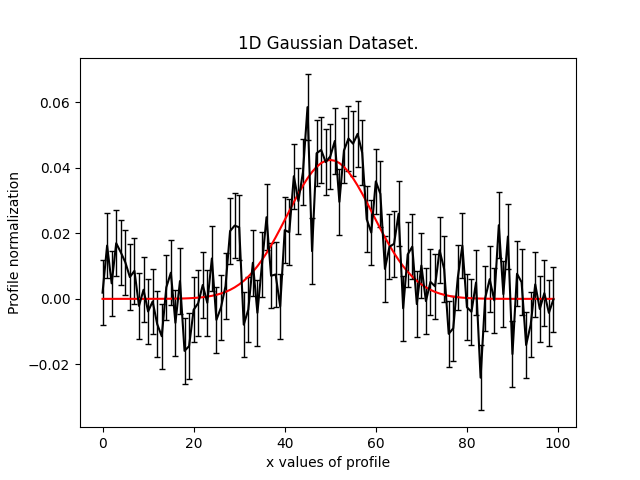 1D Gaussian Dataset.
Profile normalization
0.06
0.04
0.02
0.00
−0.02
0 20 40 60 80 100
x values of profile